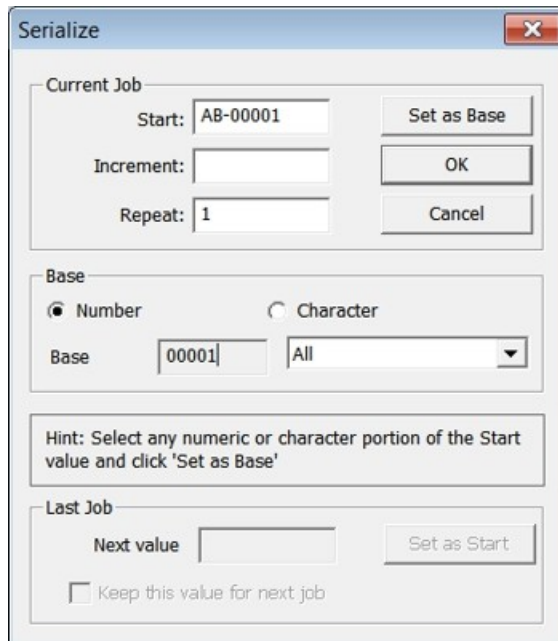 Serialize
Current Job
Start: AB-00001 Set as Base
Increment: OK
Repeat: 1 Cancel
Base
Number Character
Base 00001 All
Hint: Select any numeric or character portion of the Start
value and click 'Set as Base'
Last Job
Next value Set as Start
Keep this value for next job